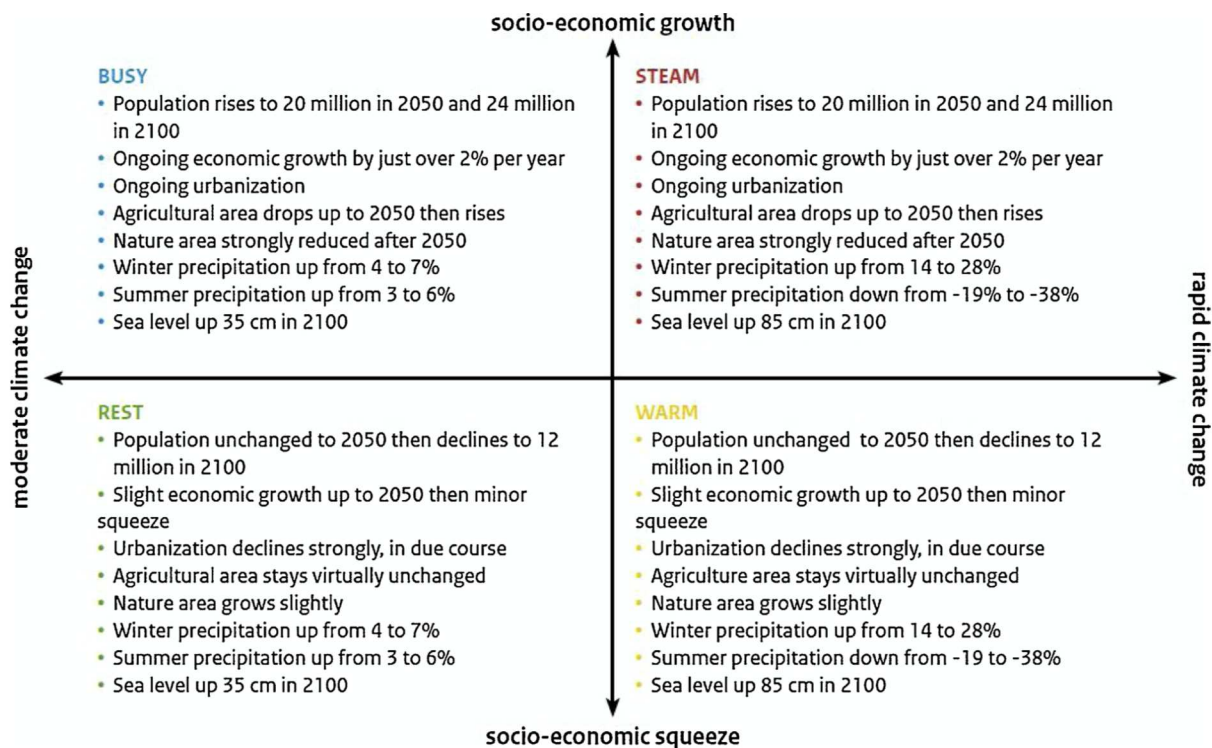 socio-economic growth
BUSY
• Population rises to 20 million in 2050 and 24 million
in 2100
• Ongoing economic growth by just over 2% per year
• Ongoing urbanization
• Agricultural area drops up to 2050 then rises
• Nature area strongly reduced after 2050
• Winter precipitation up from 4 to 7%
• Summer precipitation up from 3 to 6%
• Sea level up 35 cm in 2100
STEAM
• Population rises to 20 million in 2050 and 24 million
in 2100
• Ongoing economic growth by just over 2% per year
• Ongoing urbanization
• Agricultural area drops up to 2050 then rises
• Nature area strongly reduced after 2050
• Winter precipitation up from 14 to 28%
• Summer precipitation down from -19% to -38%
• Sea level up 85 cm in 2100
moderate climate change
rapid climate change
REST
• Population unchanged to 2050 then declines to 12
million in 2100
• Slight economic growth up to 2050 then minor
squeeze
• Urbanization declines strongly, in due course
• Agricultural area stays virtually unchanged
• Nature area grows slightly
• Winter precipitation up from 4 to 7%
• Summer precipitation up from 3 to 6%
• Sea level up 35 cm in 2100
WARM
• Population unchanged to 2050 then declines to 12
million in 2100
• Slight economic growth up to 2050 then minor
squeeze
• Urbanization declines strongly, in due course
• Agriculture area stays virtually unchanged
• Nature area grows slightly
• Winter precipitation up from 14 to 28%
• Summer precipitation down from -19 to -38%
• Sea level up 85 cm in 2100
socio-economic squeeze